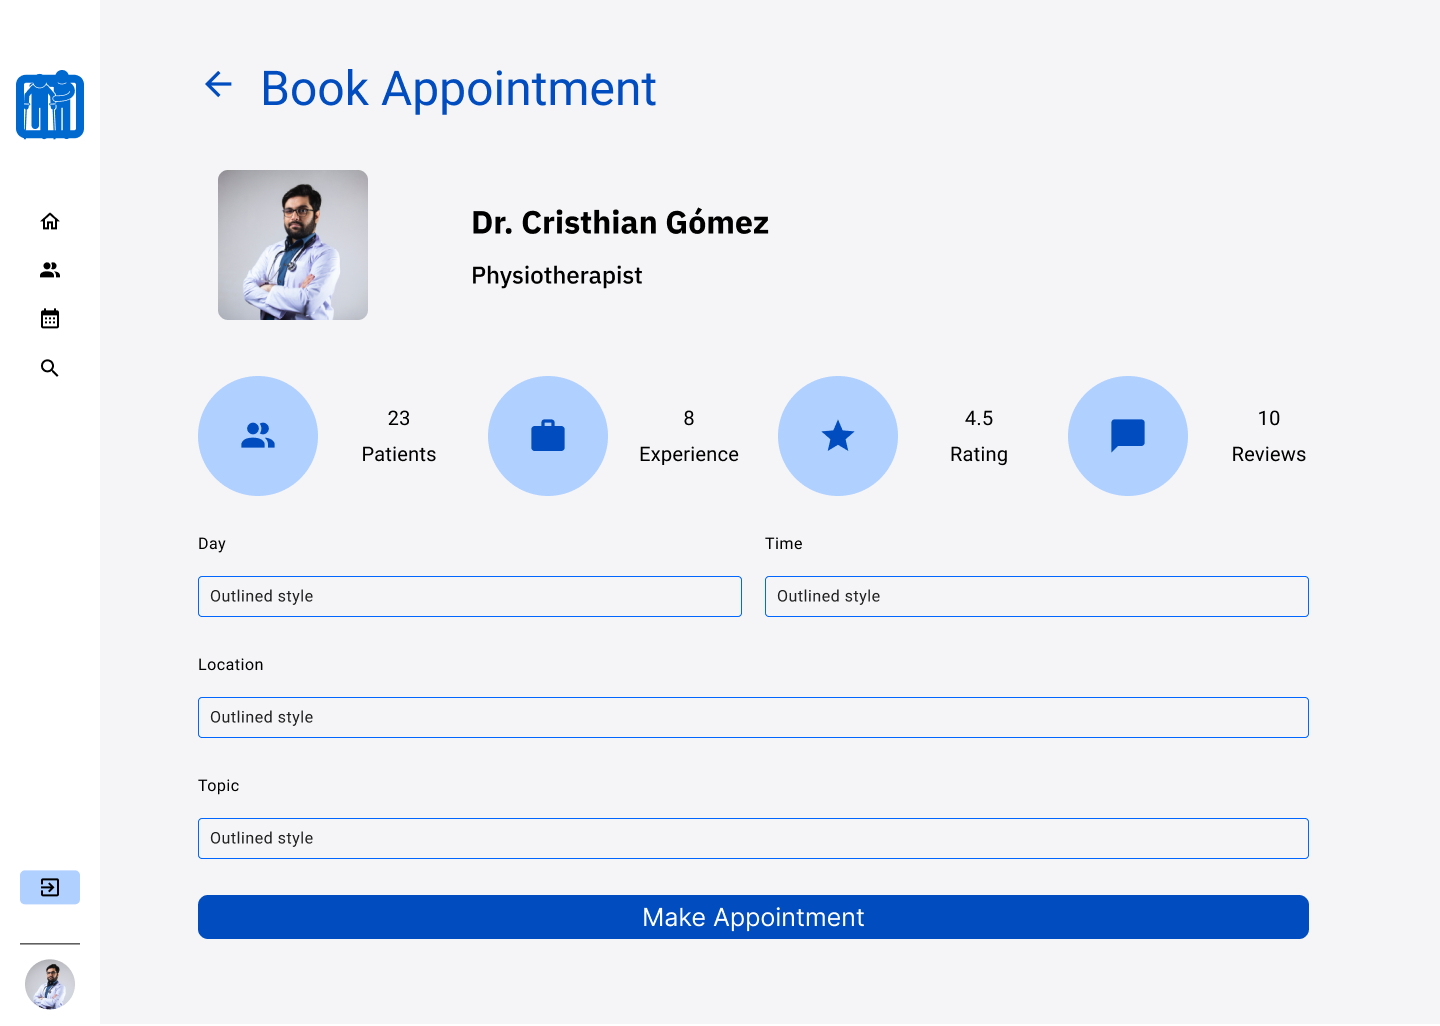 Book Appointment
Dr. Cristhian Gómez
Physiotherapist
23
Patients
8
Experience
4.5
Rating
10
Reviews
Day
Time
Outlined style
Outlined style
Location
Outlined style
Topic
Outlined style
Make Appointment